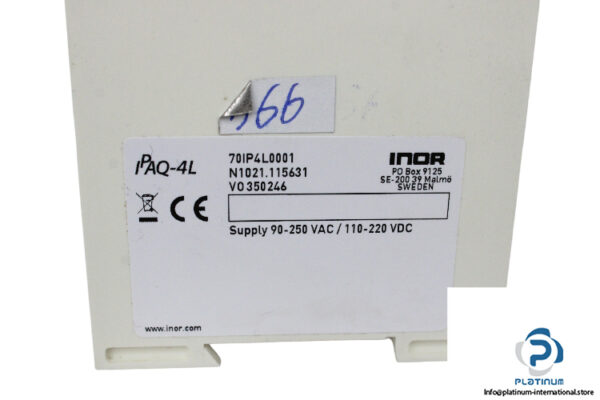 966
IPAQ-4L
70IP4L0001
N1021.115631
VO 350246
INOR
PO Box 9125
SE-200 39 Malmö
SWEDEN
CE
Supply 90-250 VAC / 110-220 VDC
www.inor.com
PLATINUM
Info@platinum-international.store